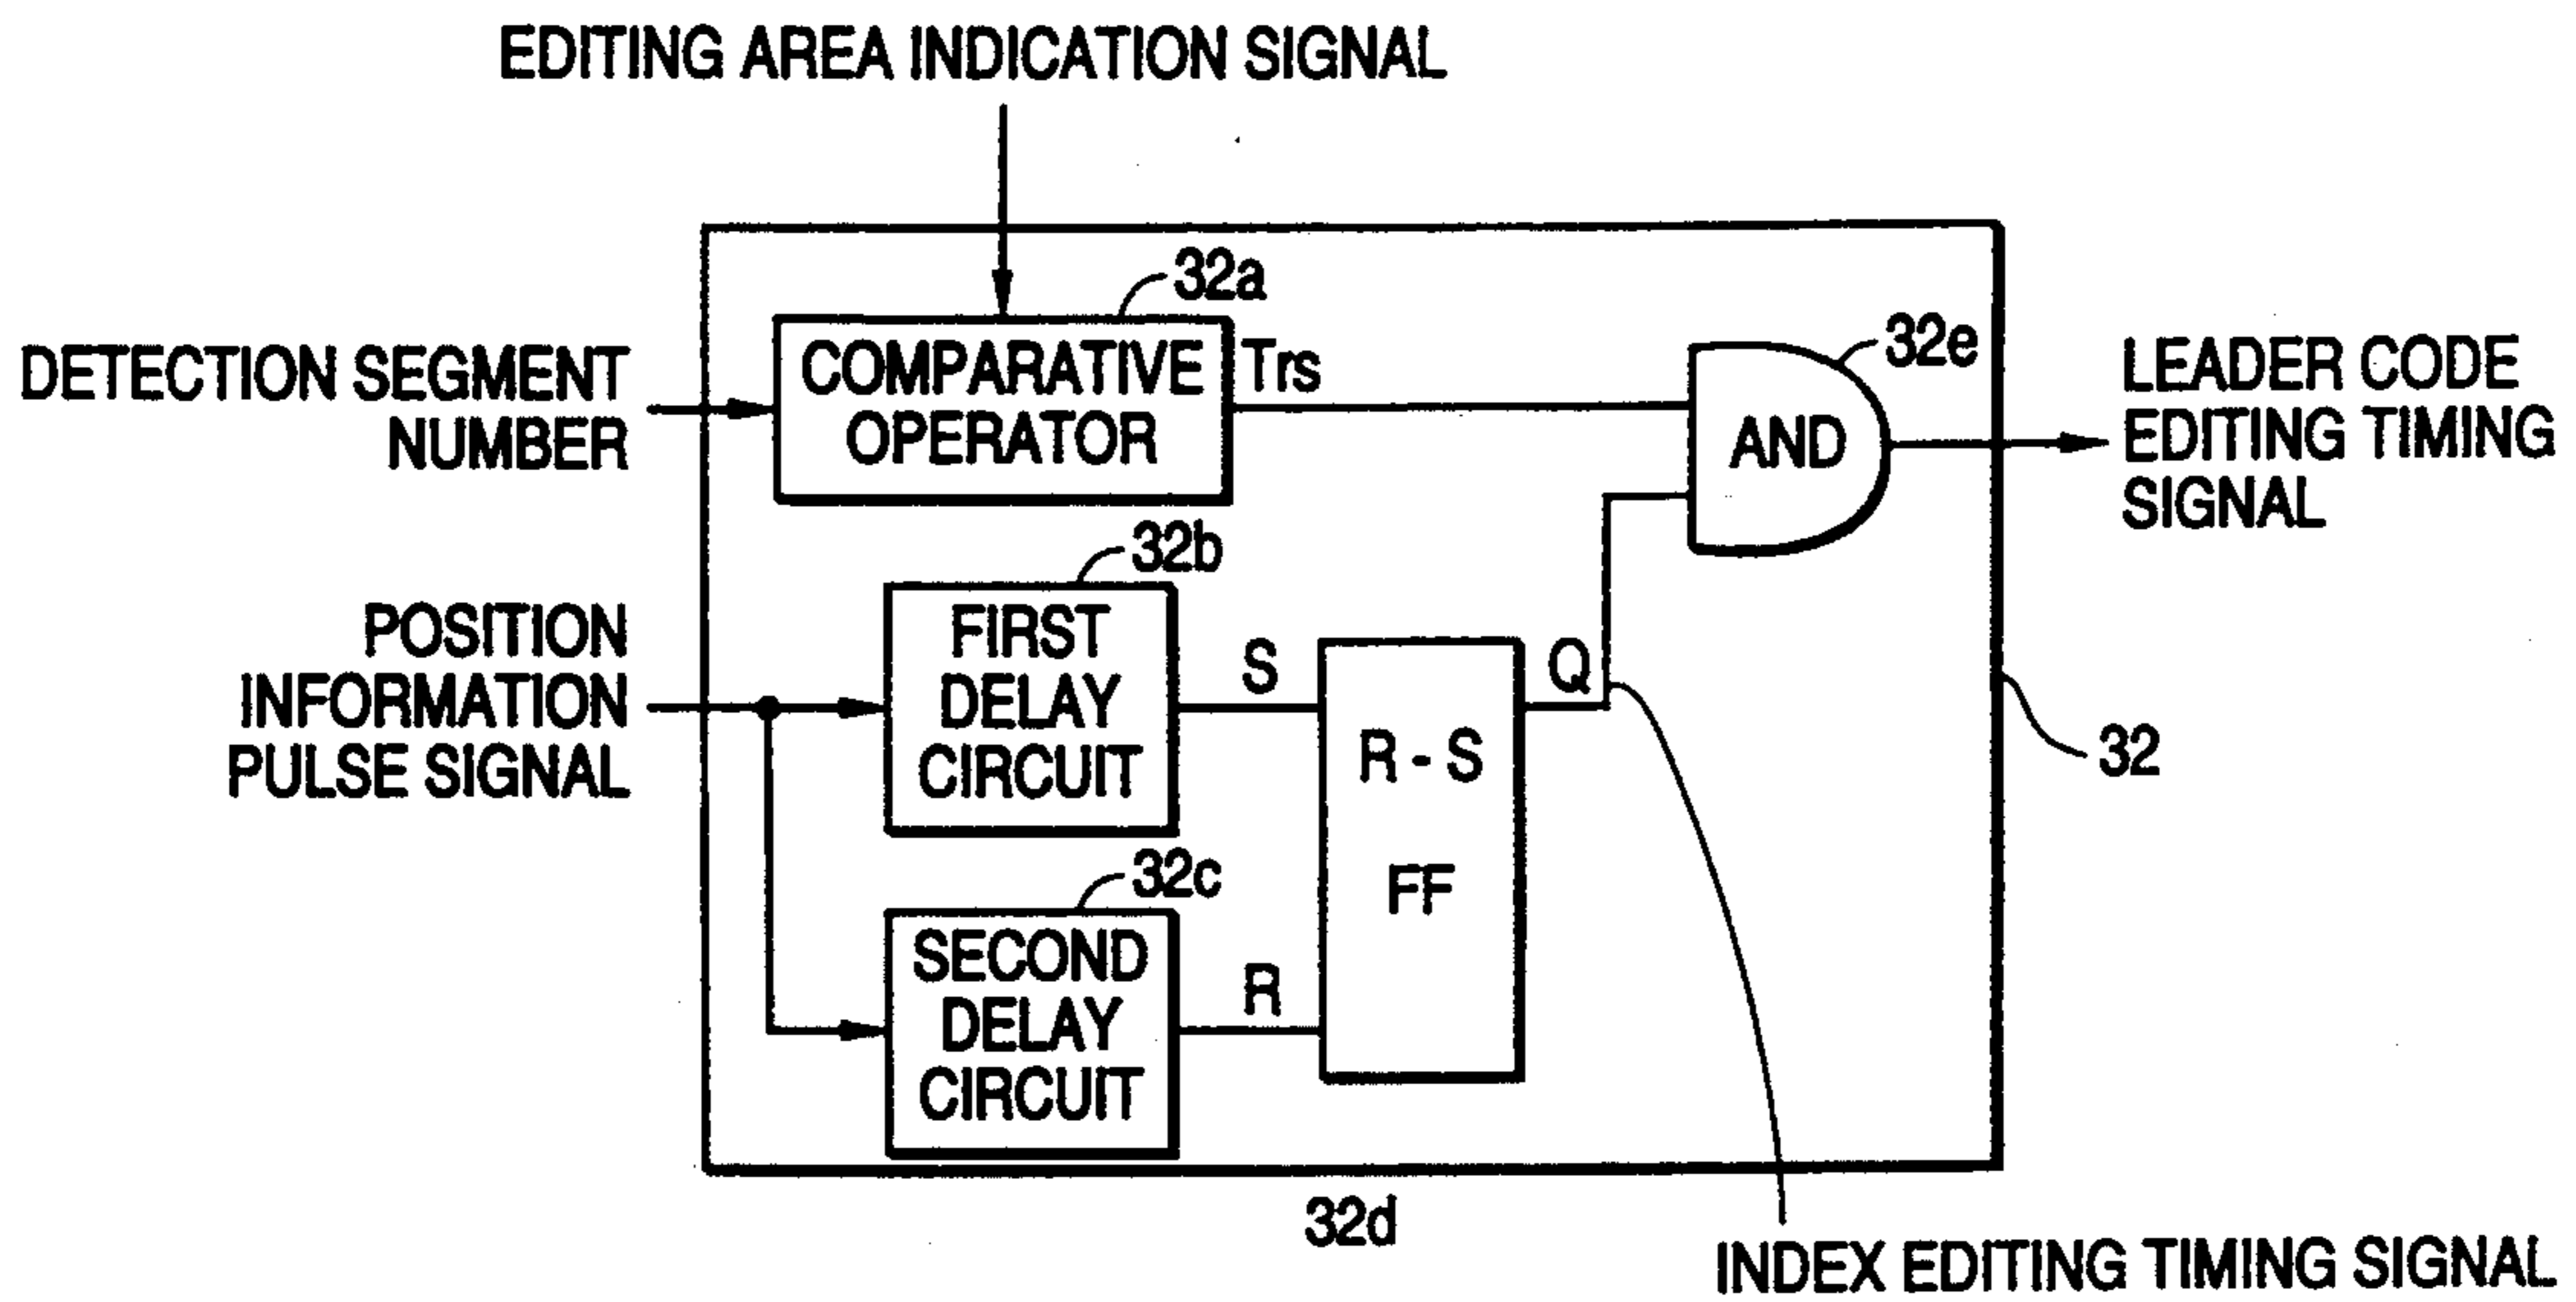 EDITING AREA INDICATION SIGNAL
32a
DETECTION SEGMENT
NUMBER
COMPARATIVE
OPERATOR
Trs
32e
AND
LEADER CODE
EDITING TIMING
SIGNAL
32b
POSITION
INFORMATION
PULSE SIGNAL
FIRST
DELAY
CIRCUIT
S
R - S
FF
Q
32
32c
SECOND
DELAY
CIRCUIT
R
32d
INDEX EDITING TIMING SIGNAL